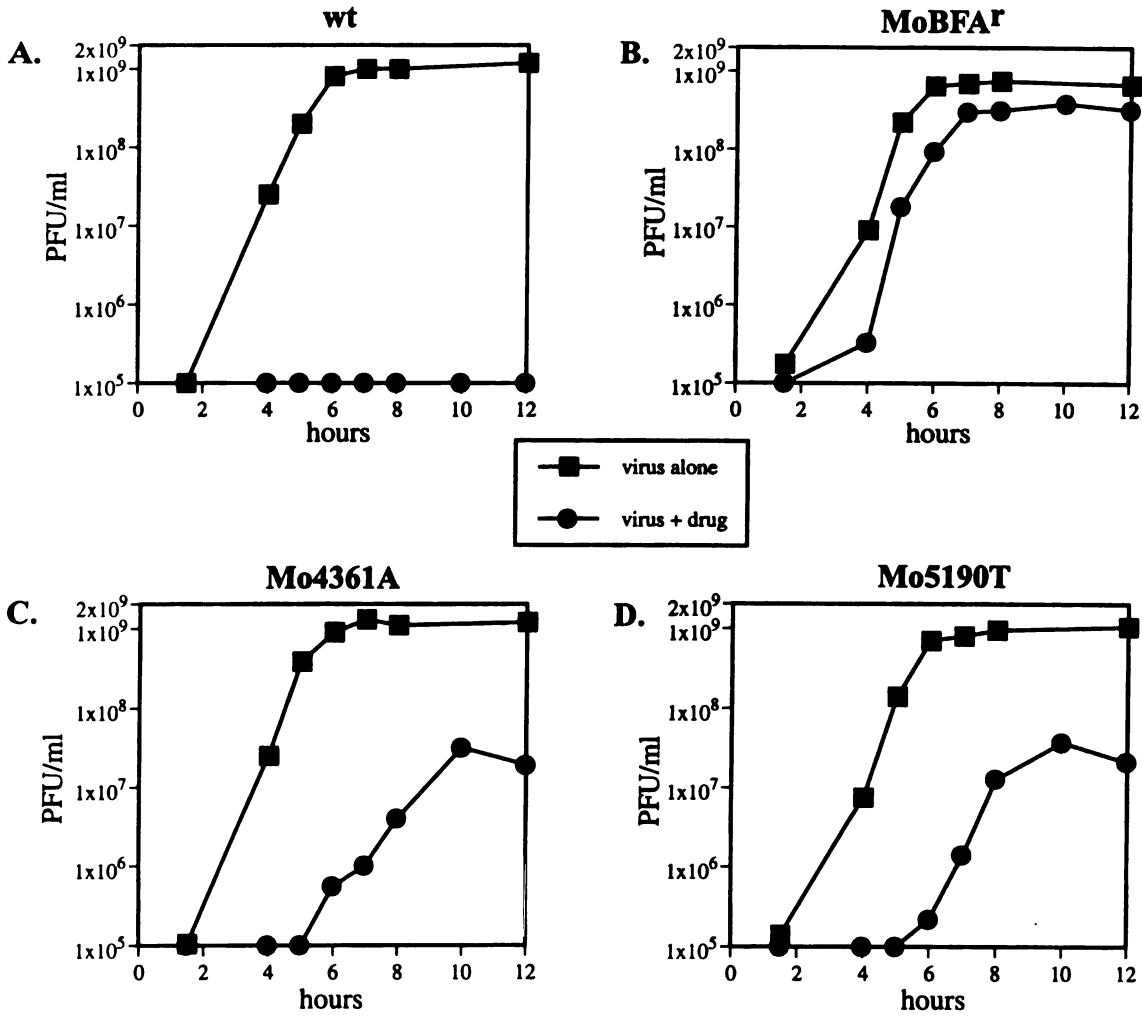 A.
wt
PFU/ml
2x10⁹
1x10⁹
1x10⁸
1x10⁷
1x10⁶
1x10⁵
0 2 4 6 8 10 12
hours
B.
MoBFAʳ
PFU/ml
2x10⁹
1x10⁹
1x10⁸
1x10⁷
1x10⁶
1x10⁵
0 2 4 6 8 10 12
hours
virus alone
virus + drug
C.
Mo4361A
PFU/ml
2x10⁹
1x10⁹
1x10⁸
1x10⁷
1x10⁶
1x10⁵
0 2 4 6 8 10 12
hours
D.
Mo5190T
PFU/ml
2x10⁹
1x10⁹
1x10⁸
1x10⁷
1x10⁶
1x10⁵
0 2 4 6 8 10 12
hours